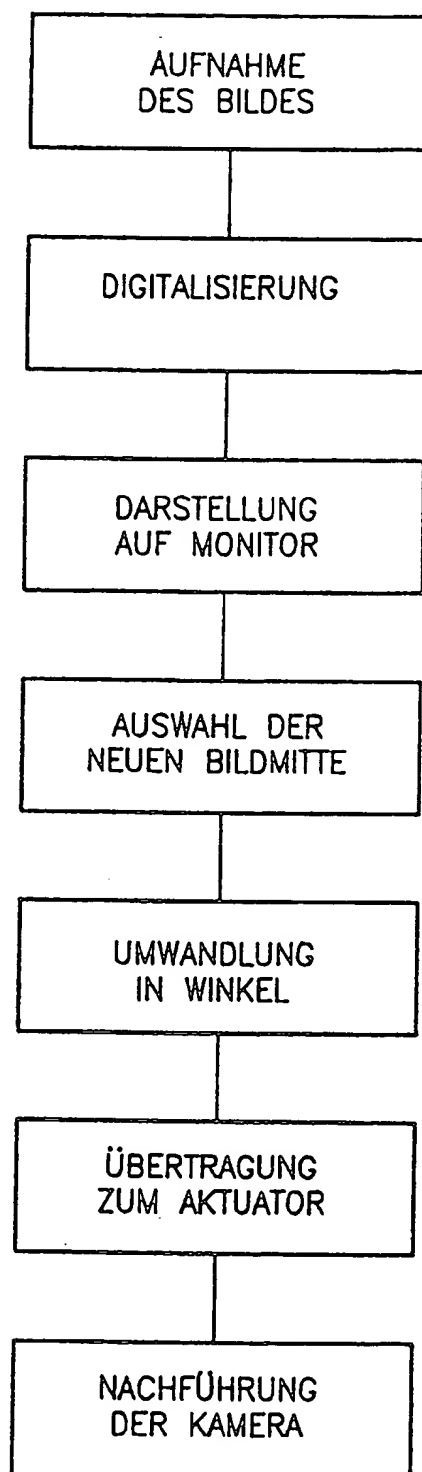 AUFNAHME
DES BILDES
DIGITALISIERUNG
DARSTELLUNG
AUF MONITOR
AUSWAHL DER
NEUEN BILDMITTE
UMWANDLUNG
IN WINKEL
ÜBERTRAGUNG
ZUM AKTUATOR
NACHFÜHRUNG
DER KAMERA